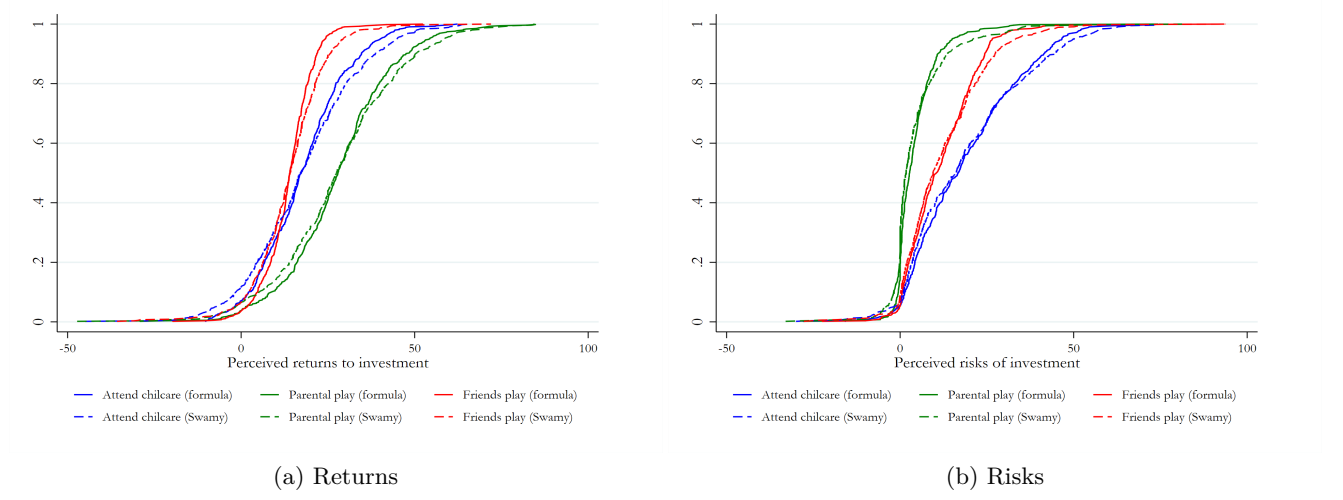 1
.8
.6
.4
.2
0
-50 0 50 100
Perceived returns to investment
Attend chilcare (formula) Parental play (formula) Friends play (formula)
Attend chilcare (Swamy) Parental play (Swamy) Friends play (Swamy)
(a) Returns
1
.8
.6
.4
.2
0
-50 0 50 100
Perceived risks of investment
Attend chilcare (formula) Parental play (formula) Friends play (formula)
Attend chilcare (Swamy) Parental play (Swamy) Friends play (Swamy)
(b) Risks